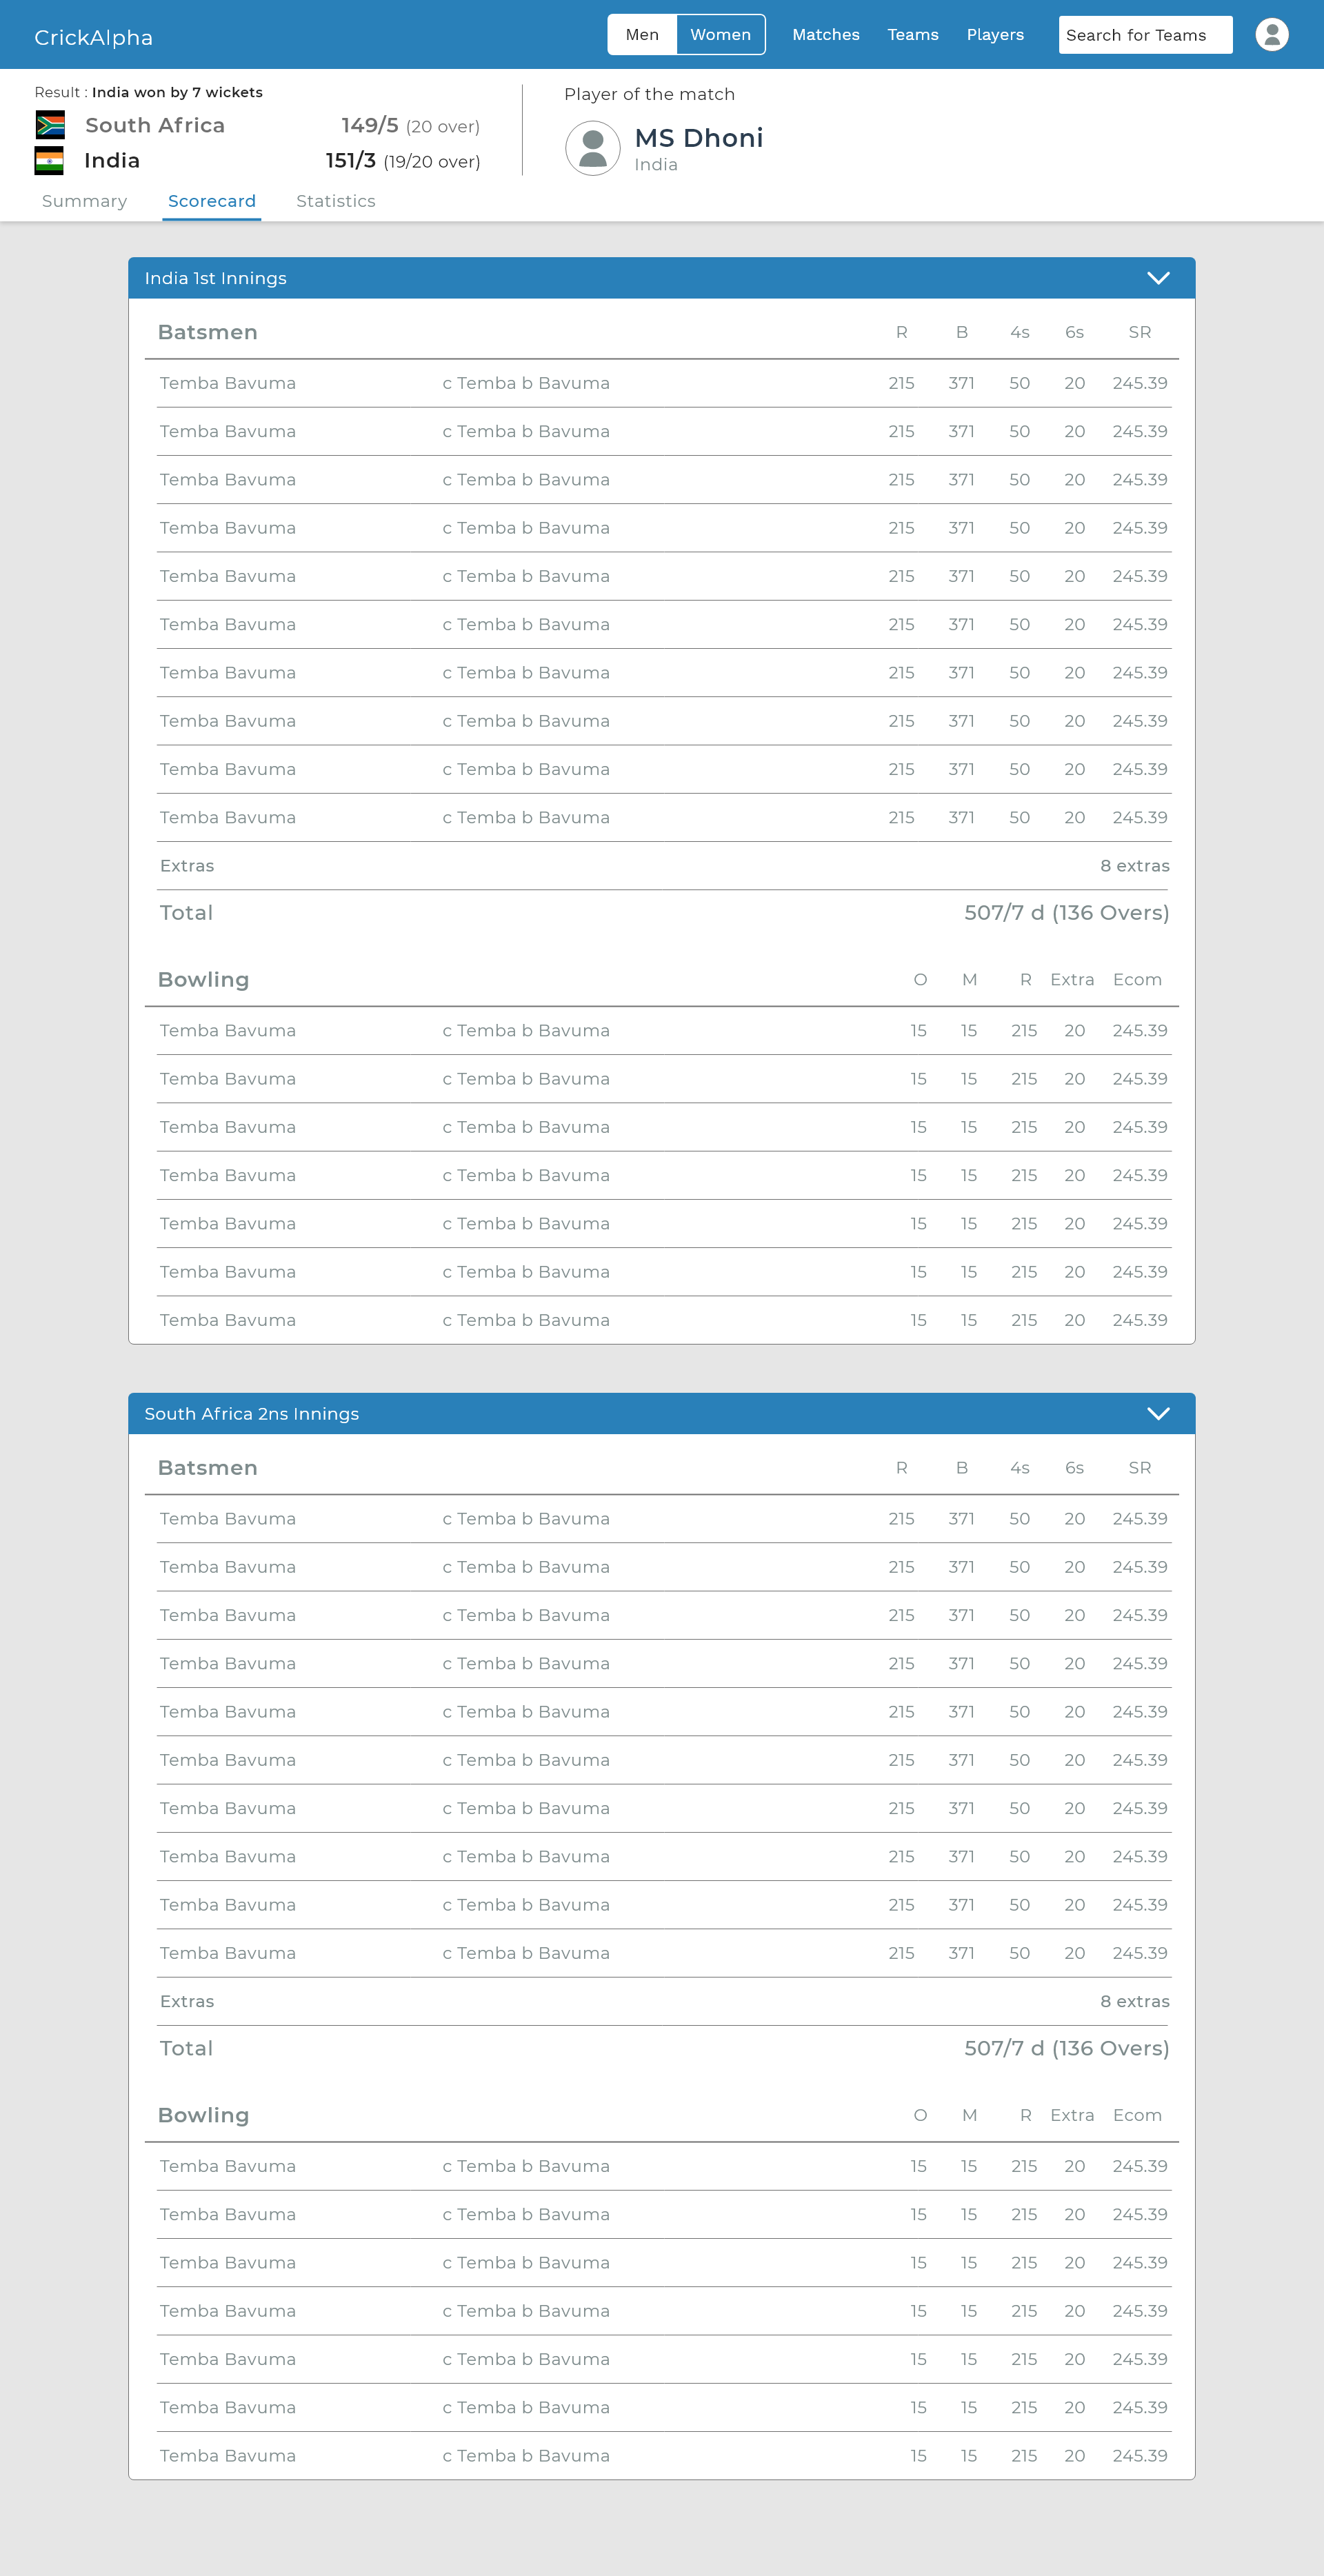 CrickAlpha Men Women Matches Teams Players Search for Teams
Result : India won by 7 wickets
South Africa 149/5 (20 over)
India 151/3 (19/20 over)
Player of the match
MS Dhoni
India
Summary Scorecard Statistics
India 1st Innings
Batsmen R B 4s 6s SR
Temba Bavuma c Temba b Bavuma 215 371 50 20 245.39
Temba Bavuma c Temba b Bavuma 215 371 50 20 245.39
Temba Bavuma c Temba b Bavuma 215 371 50 20 245.39
Temba Bavuma c Temba b Bavuma 215 371 50 20 245.39
Temba Bavuma c Temba b Bavuma 215 371 50 20 245.39
Temba Bavuma c Temba b Bavuma 215 371 50 20 245.39
Temba Bavuma c Temba b Bavuma 215 371 50 20 245.39
Temba Bavuma c Temba b Bavuma 215 371 50 20 245.39
Temba Bavuma c Temba b Bavuma 215 371 50 20 245.39
Temba Bavuma c Temba b Bavuma 215 371 50 20 245.39
Extras 8 extras
Total 507/7 d (136 Overs)
Bowling O M R Extra Ecom
Temba Bavuma c Temba b Bavuma 15 15 215 20 245.39
Temba Bavuma c Temba b Bavuma 15 15 215 20 245.39
Temba Bavuma c Temba b Bavuma 15 15 215 20 245.39
Temba Bavuma c Temba b Bavuma 15 15 215 20 245.39
Temba Bavuma c Temba b Bavuma 15 15 215 20 245.39
Temba Bavuma c Temba b Bavuma 15 15 215 20 245.39
Temba Bavuma c Temba b Bavuma 15 15 215 20 245.39
South Africa 2ns Innings
Batsmen R B 4s 6s SR
Temba Bavuma c Temba b Bavuma 215 371 50 20 245.39
Temba Bavuma c Temba b Bavuma 215 371 50 20 245.39
Temba Bavuma c Temba b Bavuma 215 371 50 20 245.39
Temba Bavuma c Temba b Bavuma 215 371 50 20 245.39
Temba Bavuma c Temba b Bavuma 215 371 50 20 245.39
Temba Bavuma c Temba b Bavuma 215 371 50 20 245.39
Temba Bavuma c Temba b Bavuma 215 371 50 20 245.39
Temba Bavuma c Temba b Bavuma 215 371 50 20 245.39
Temba Bavuma c Temba b Bavuma 215 371 50 20 245.39
Temba Bavuma c Temba b Bavuma 215 371 50 20 245.39
Extras 8 extras
Total 507/7 d (136 Overs)
Bowling O M R Extra Ecom
Temba Bavuma c Temba b Bavuma 15 15 215 20 245.39
Temba Bavuma c Temba b Bavuma 15 15 215 20 245.39
Temba Bavuma c Temba b Bavuma 15 15 215 20 245.39
Temba Bavuma c Temba b Bavuma 15 15 215 20 245.39
Temba Bavuma c Temba b Bavuma 15 15 215 20 245.39
Temba Bavuma c Temba b Bavuma 15 15 215 20 245.39
Temba Bavuma c Temba b Bavuma 15 15 215 20 245.39